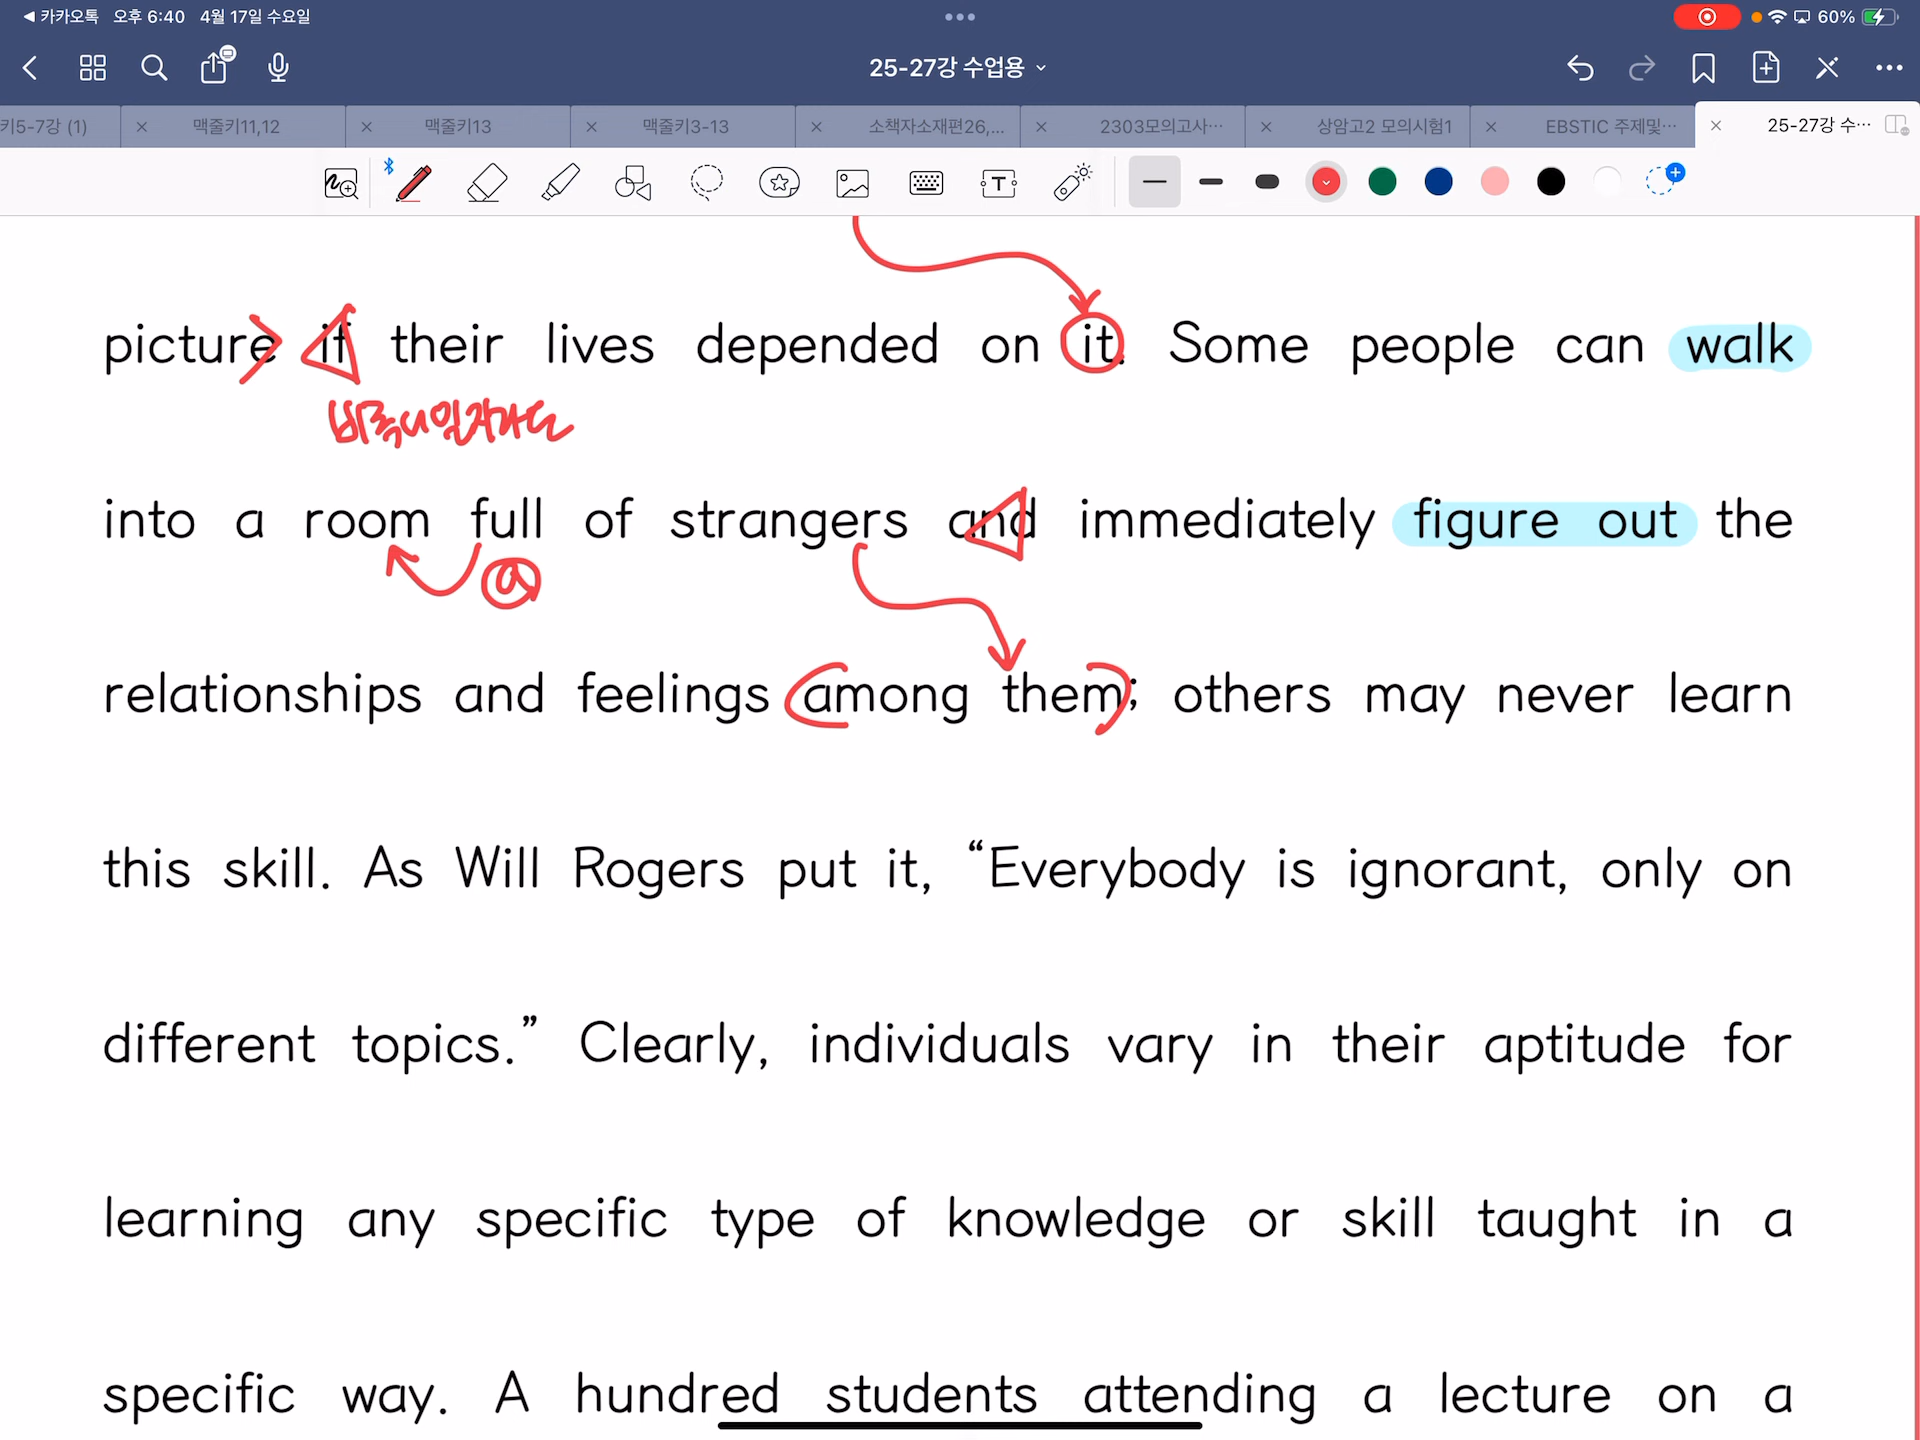 카카오톡 오후 6:40 4월 17일 수요일
60%
25-27강 수업용
키5-7강 (1) 맥줄키11,12 맥줄키13 맥줄키3-13 소책자소재편26,... 2303모의고사… 상암고2 모의시험1 EBSTIC 주제및… 25-27강 수…
T
picture if their lives depended on it. Some people can walk
비록 ~일지라도
into a room full of strangers and immediately figure out the
ⓐ
relationships and feelings among them; others may never learn
this skill. As Will Rogers put it, “Everybody is ignorant, only on
different topics.” Clearly, individuals vary in their aptitude for
learning any specific type of knowledge or skill taught in a
specific way. A hundred students attending a lecture on a